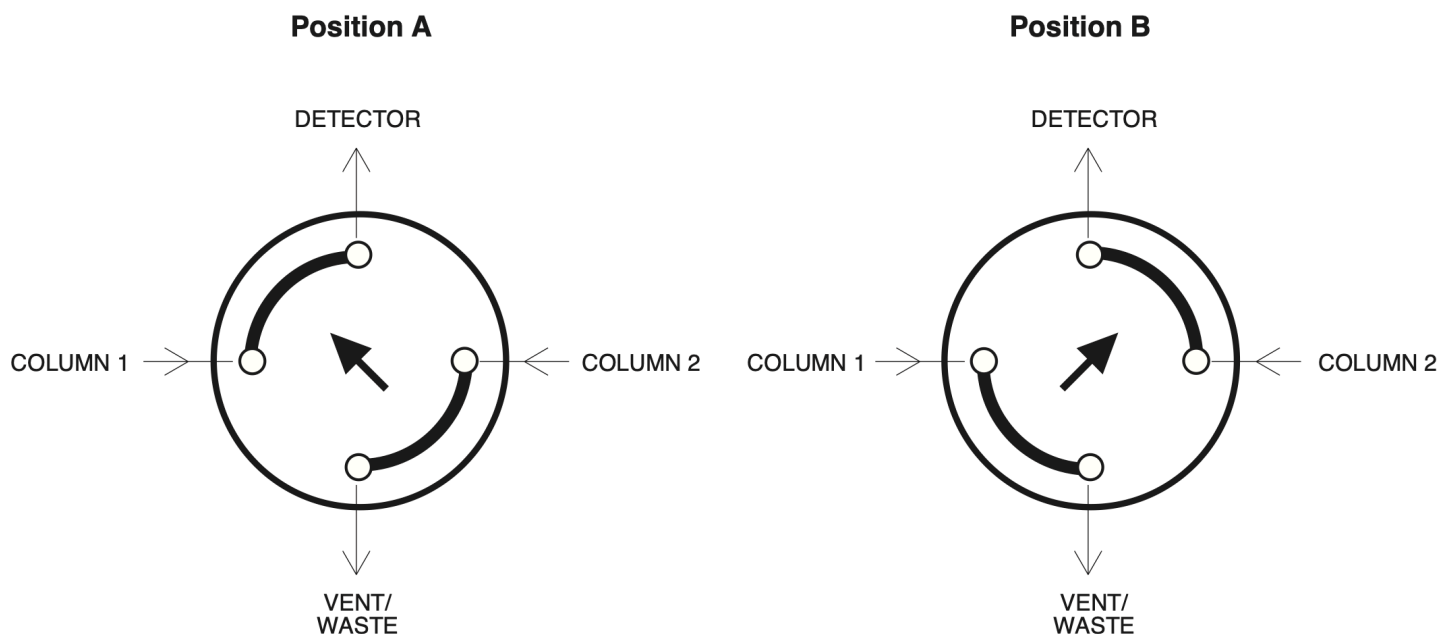 Position A
DETECTOR
COLUMN 1
COLUMN 2
VENT/
WASTE
Position B
DETECTOR
COLUMN 1
COLUMN 2
VENT/
WASTE